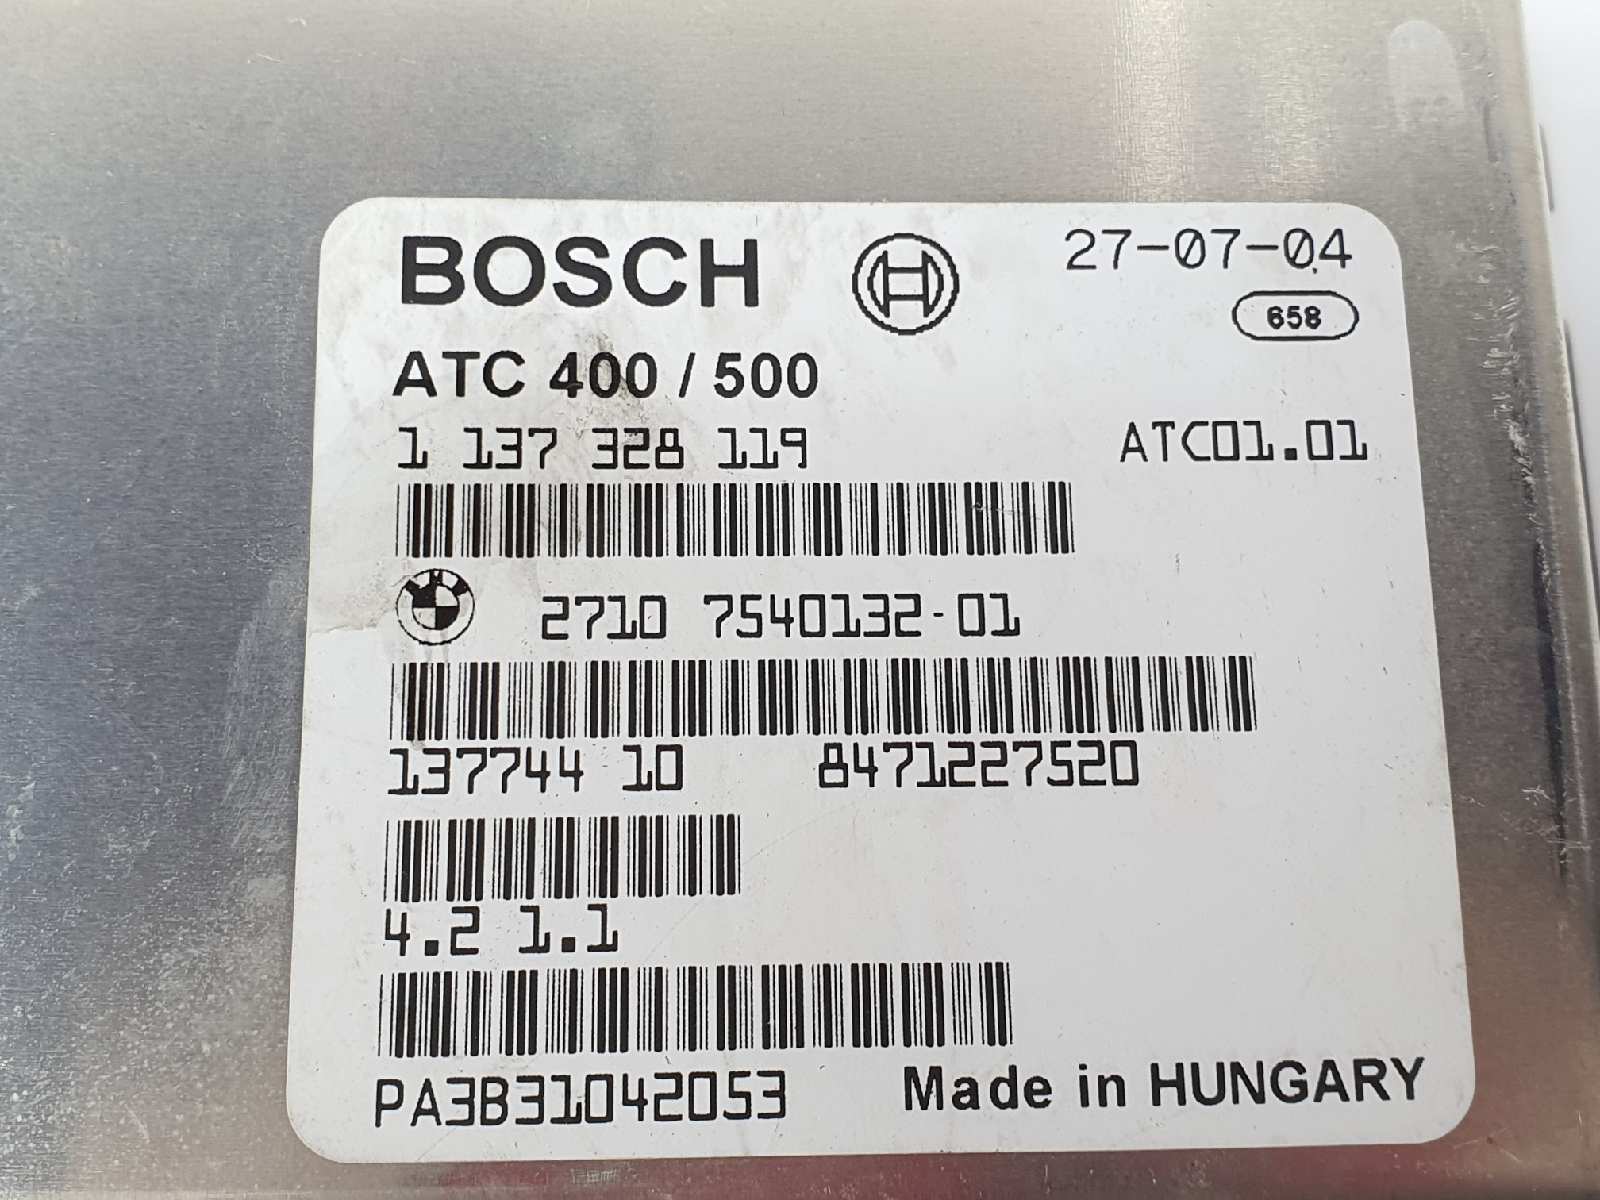 BOSCH 27-07-04
658
ATC 400 / 500
1 137 328 119 ATC01.01
2710 7540132-01
137744 10 8471227520
4.2 1.1
PA3B31042053 Made in HUNGARY